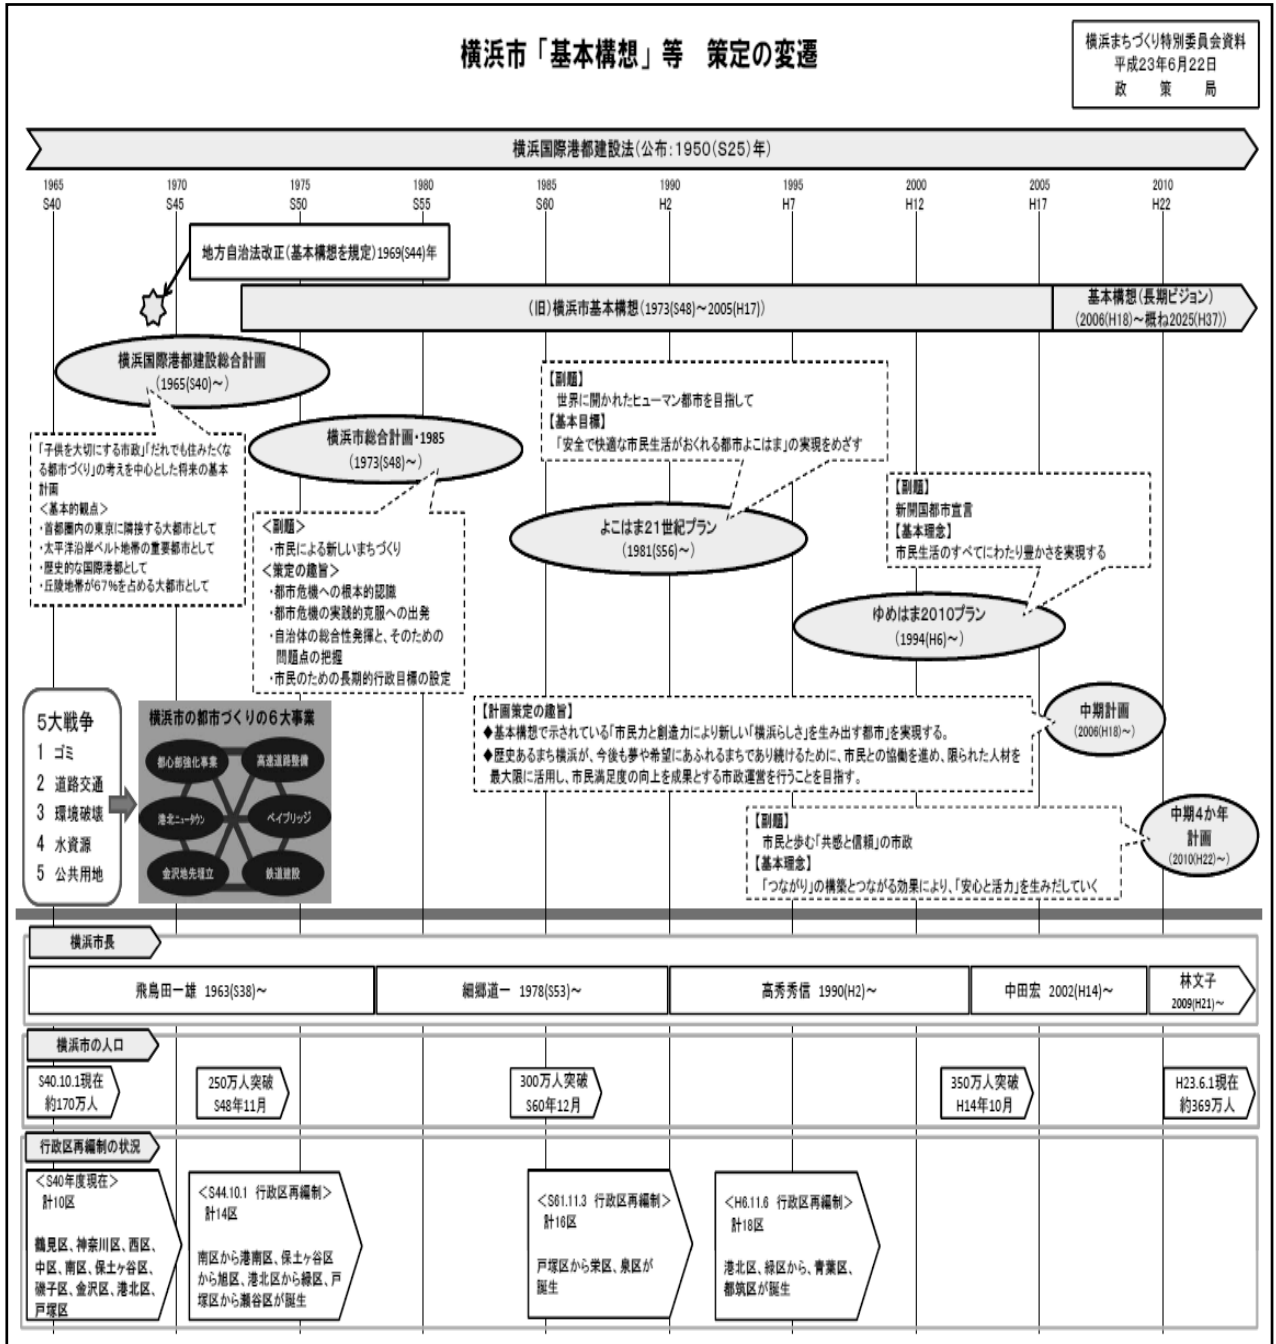 横浜市「基本構想」等　策定の変遷
横浜まちづくり特別委員会資料
平成23年6月22日
政　策　局
横浜国際港都建設法(公布:1950(S25)年)
1965
S40
1970
S45
1975
S50
1980
S55
1985
S60
1990
H2
1995
H7
2000
H12
2005
H17
2010
H22
地方自治法改正(基本構想を規定)1969(S44)年
(旧)横浜市基本構想(1973(S48)～2005(H17))
基本構想(長期ビジョン)
(2006(H18)～概ね2025(H37))
横浜国際港都建設総合計画
(1965(S40)～)
「子供を大切にする市政」「だれでも住みたくな
る都市づくり」の考えを中心とした将来の基本
計画
＜基本的観点＞
・首都圏内の東京に隣接する大都市として
・太平洋沿岸ベルト地帯の重要都市として
・歴史的な国際港都として
・丘陵地帯が67%を占める大都市として
横浜市総合計画・1985
(1973(S48)～)
＜副題＞
・市民による新しいまちづくり
＜策定の趣旨＞
・都市危機への根本的認識
・都市危機の実践的克服への出発
・自治体の総合性発揮と、そのための
問題点の把握
・市民のための長期的行政目標の設定
【副題】
世界に開かれたヒューマン都市を目指して
【基本目標】
「安全で快適な市民生活がおくれる都市よこはま」の実現をめざす
よこはま21世紀プラン
(1981(S56)～)
【副題】
新開国都市宣言
【基本理念】
市民生活のすべてにわたり豊かさを実現する
ゆめはま2010プラン
(1994(H6)～)
【計画策定の趣旨】
◆基本構想で示されている「市民力と創造力により新しい「横浜らしさ」を生み出す都市」を実現する。
◆歴史あるまち横浜が、今後も夢や希望にあふれるまちであり続けるために、市民との協働を進め、限られた人材を
最大限に活用し、市民満足度の向上を成果とする市政運営を行うことを目指す。
中期計画
(2006(H18)～)
【副題】
市民と歩む「共感と信頼」の市政
【基本理念】
「つながり」の構築とつながる効果により、「安心と活力」を生みだしていく
中期4か年
計画
(2010(H22)～)
5大戦争
1 ゴミ
2 道路交通
3 環境破壊
4 水資源
5 公共用地
横浜市の都市づくりの6大事業
都心部強化事業
高速道路整備
港北ニュータウン
ベイブリッジ
金沢地先埋立
鉄道建設
横浜市長
飛鳥田一雄 1963(S38)～
細郷道一 1978(S53)～
高秀秀信 1990(H2)～
中田宏 2002(H14)～
林文子
2009(H21)～
横浜市の人口
S40.10.1現在
約170万人
250万人突破
S48年11月
300万人突破
S60年12月
350万人突破
H14年10月
H23.6.1現在
約369万人
行政区再編制の状況
＜S40年度現在＞
計10区
鶴見区、神奈川区、西区、
中区、南区、保土ヶ谷区、
磯子区、金沢区、港北区、
戸塚区
＜S44.10.1 行政区再編制＞
計14区
南区から港南区、保土ヶ谷区
から旭区、港北区から緑区、戸
塚区から瀬谷区が誕生
＜S61.11.3 行政区再編制＞
計16区
戸塚区から栄区、泉区が
誕生
＜H6.11.6 行政区再編制＞
計18区
港北区、緑区から、青葉区、
都筑区が誕生